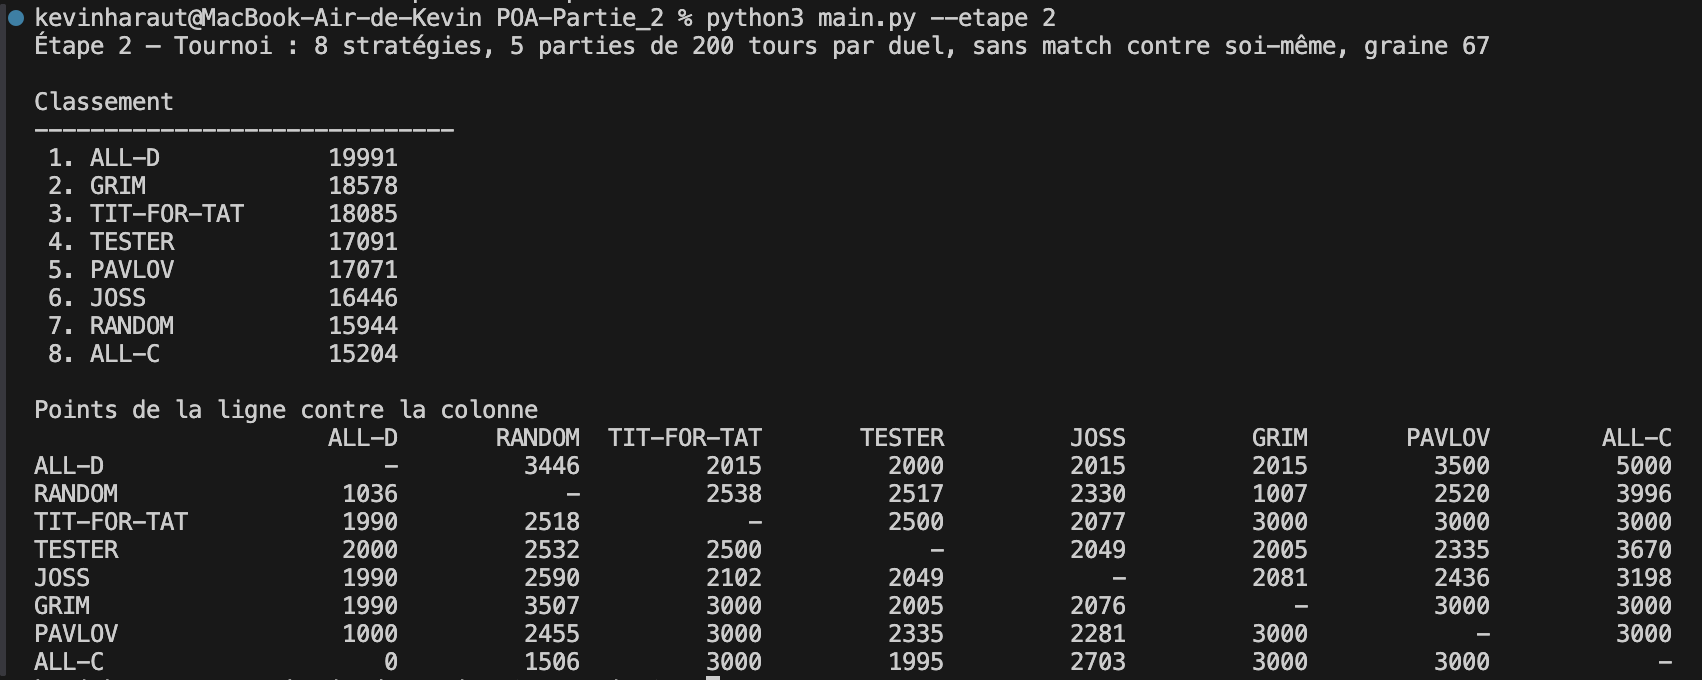 kevinharaut@MacBook-Air-de-Kevin POA-Partie_2 % python3 main.py --etape 2
Étape 2 — Tournoi : 8 stratégies, 5 parties de 200 tours par duel, sans match contre soi-même, graine 67
Classement
------------------------------
1. ALL-D 19991
2. GRIM 18578
3. TIT-FOR-TAT 18085
4. TESTER 17091
5. PAVLOV 17071
6. JOSS 16446
7. RANDOM 15944
8. ALL-C 15204
Points de la ligne contre la colonne
ALL-D RANDOM TIT-FOR-TAT TESTER JOSS GRIM PAVLOV ALL-C
ALL-D – 3446 2015 2000 2015 2015 3500 5000
RANDOM 1036 – 2538 2517 2330 1007 2520 3996
TIT-FOR-TAT 1990 2518 – 2500 2077 3000 3000 3000
TESTER 2000 2532 2500 – 2049 2005 2335 3670
JOSS 1990 2590 2102 2049 – 2081 2436 3198
GRIM 1990 3507 3000 2005 2076 – 3000 3000
PAVLOV 1000 2455 3000 2335 2281 3000 – 3000
ALL-C 0 1506 3000 1995 2703 3000 3000 –